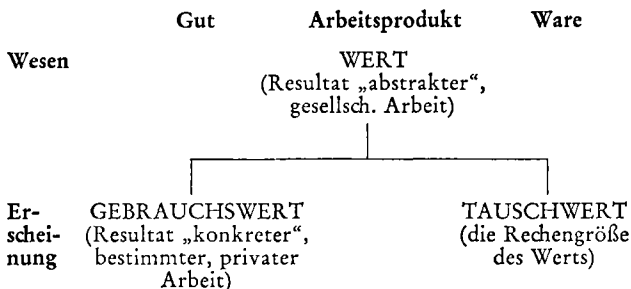 Gut Arbeitsprodukt Ware
Wesen WERT
(Resultat „abstrakter“,
gesellsch. Arbeit)
Er- GEBRAUCHSWERT TAUSCHWERT
schei- (Resultat „konkreter“, (die Rechengröße
nung bestimmter, privater des Werts)
Arbeit)